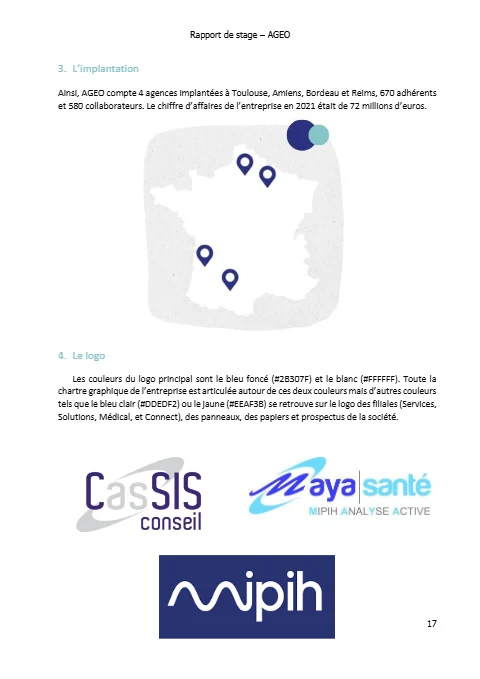 Rapport de stage – AGEO
3. L'implantation
Ainsi, AGEO compte 4 agences implantées à Toulouse, Amiens, Bordeau et Reims, 670 adhérents
et 580 collaborateurs. Le chiffre d'affaires de l'entreprise en 2021 était de 72 millions d'euros.
4. Le logo
Les couleurs du logo principal sont le bleu foncé (#2B307F) et le blanc (#FFFFFF). Toute la
chartre graphique de l'entreprise est articulée autour de ces deux couleurs mais d'autres couleurs
tels que le bleu clair (#DDEDF2) ou le jaune (#EEAF3B) se retrouve sur le logo des filiales (Services,
Solutions, Médical, et Connect), des panneaux, des papiers et prospectus de la société.
CasSIS
conseil
Maya santé
MIPIH ANALYSE ACTIVE
mipih
17